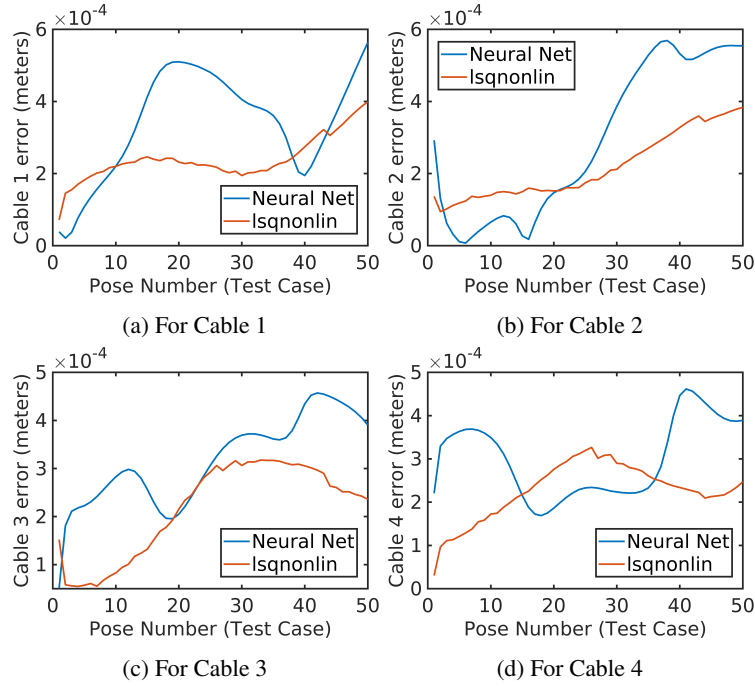 ×10⁻⁴
6
4
2
0
Cable 1 error (meters)
Neural Net
lsqnonlin
0 10 20 30 40 50
Pose Number (Test Case)
(a) For Cable 1
×10⁻⁴
6
4
2
0
Cable 2 error (meters)
Neural Net
lsqnonlin
0 10 20 30 40 50
Pose Number (Test Case)
(b) For Cable 2
×10⁻⁴
5
4
3
2
1
Cable 3 error (meters)
Neural Net
lsqnonlin
0 10 20 30 40 50
Pose Number (Test Case)
(c) For Cable 3
×10⁻⁴
5
4
3
2
1
0
Cable 4 error (meters)
Neural Net
lsqnonlin
0 10 20 30 40 50
Pose Number (Test Case)
(d) For Cable 4